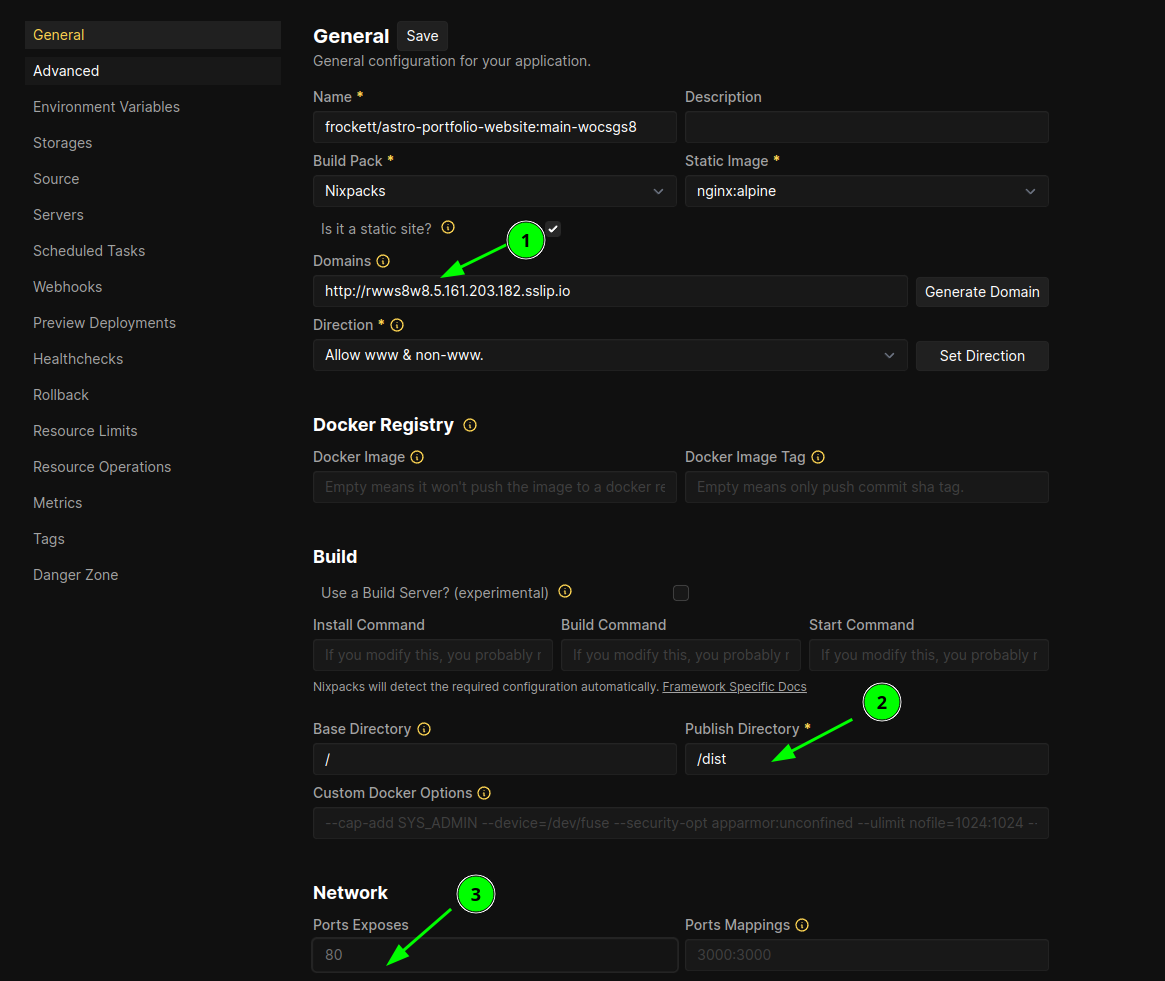 General
Advanced
Environment Variables
Storages
Source
Servers
Scheduled Tasks
Webhooks
Preview Deployments
Healthchecks
Rollback
Resource Limits
Resource Operations
Metrics
Tags
Danger Zone
General Save
General configuration for your application.
Name * Description
frockett/astro-portfolio-website:main-wocsgs8
Build Pack * Static Image *
Nixpacks nginx:alpine
Is it a static site?
1
Domains
http://rwws8w8.5.161.203.182.sslip.io Generate Domain
Direction *
Allow www & non-www. Set Direction
Docker Registry
Docker Image Docker Image Tag
Empty means it won't push the image to a docker re Empty means only push commit sha tag.
Build
Use a Build Server? (experimental)
Install Command Build Command Start Command
If you modify this, you probably r If you modify this, you probably r If you modify this, you probably r
Nixpacks will detect the required configuration automatically. Framework Specific Docs
2
Base Directory Publish Directory *
/ /dist
Custom Docker Options
--cap-add SYS_ADMIN --device=/dev/fuse --security-opt apparmor:unconfined --ulimit nofile=1024:1024 --
Network
3
Ports Exposes Ports Mappings
80 3000:3000